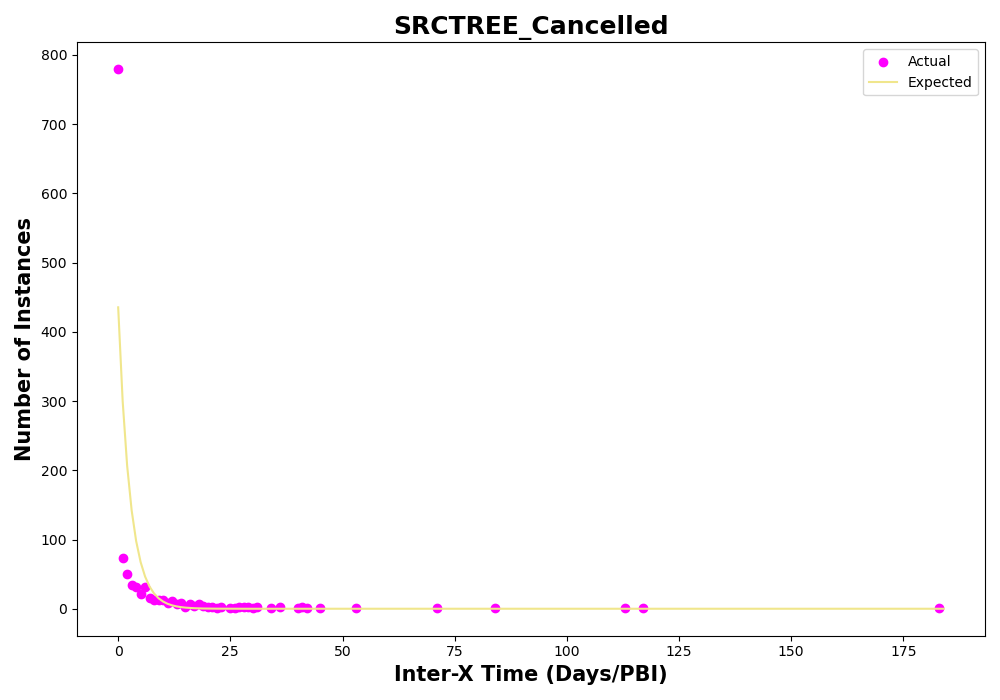 SRCTREE_Cancelled
Actual
Expected
Number of Instances
800
700
600
500
400
300
200
100
0
0 25 50 75 100 125 150 175
Inter-X Time (Days/PBI)